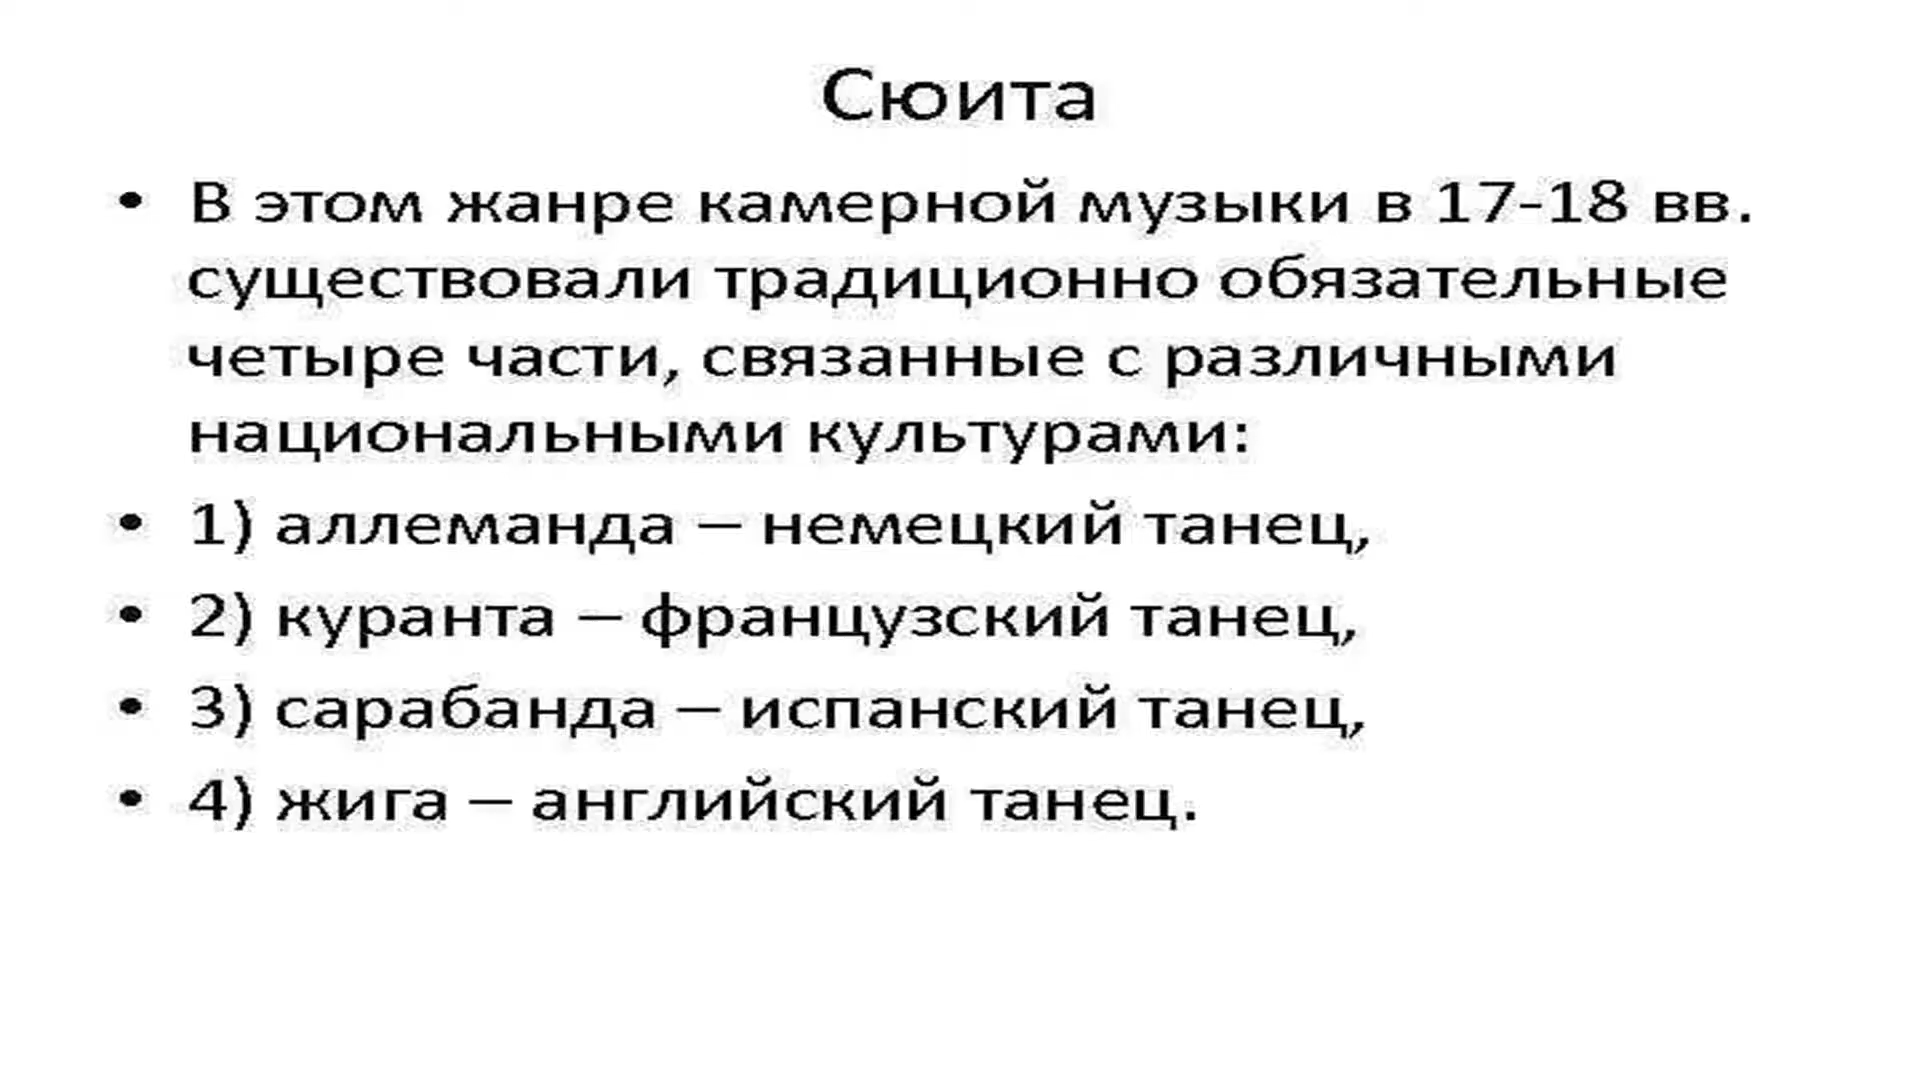 Сюита
• В этом жанре камерной музыки в 17-18 вв.
существовали традиционно обязательные
четыре части, связанные с различными
национальными культурами:
• 1) аллеманда – немецкий танец,
• 2) куранта – французский танец,
• 3) сарабанда – испанский танец,
• 4) жига – английский танец.